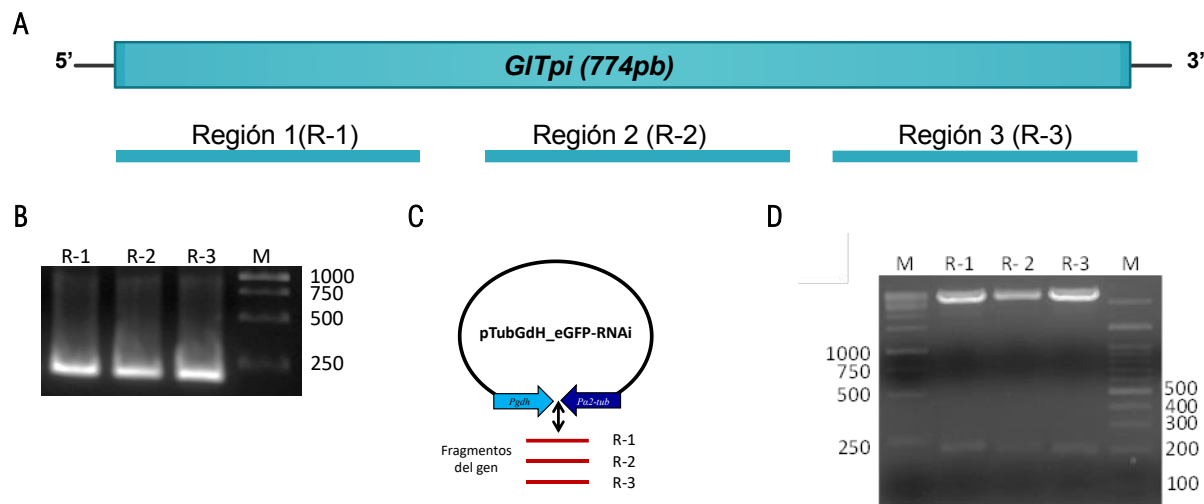 A
5’ GlTpi (774pb) 3’
Región 1(R-1) Región 2 (R-2) Región 3 (R-3)
B
R-1 R-2 R-3 M
1000
750
500
250
C
pTubGdH_eGFP-RNAi
Pgdh Pα2-tub
Fragmentos del gen
R-1
R-2
R-3
D
M R-1 R- 2 R-3 M
1000
750
500
250
500
400
300
200
100